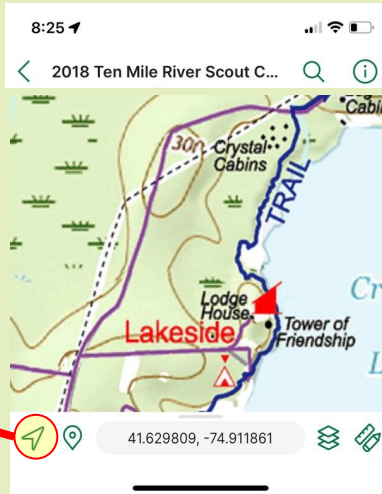 8:25
2018 Ten Mile River Scout C...
Cabi
Crystal
Cabins
300
TRAIL
Lodge
House
Cr
Lakeside
Tower of
Friendship
L
41.629809, -74.911861